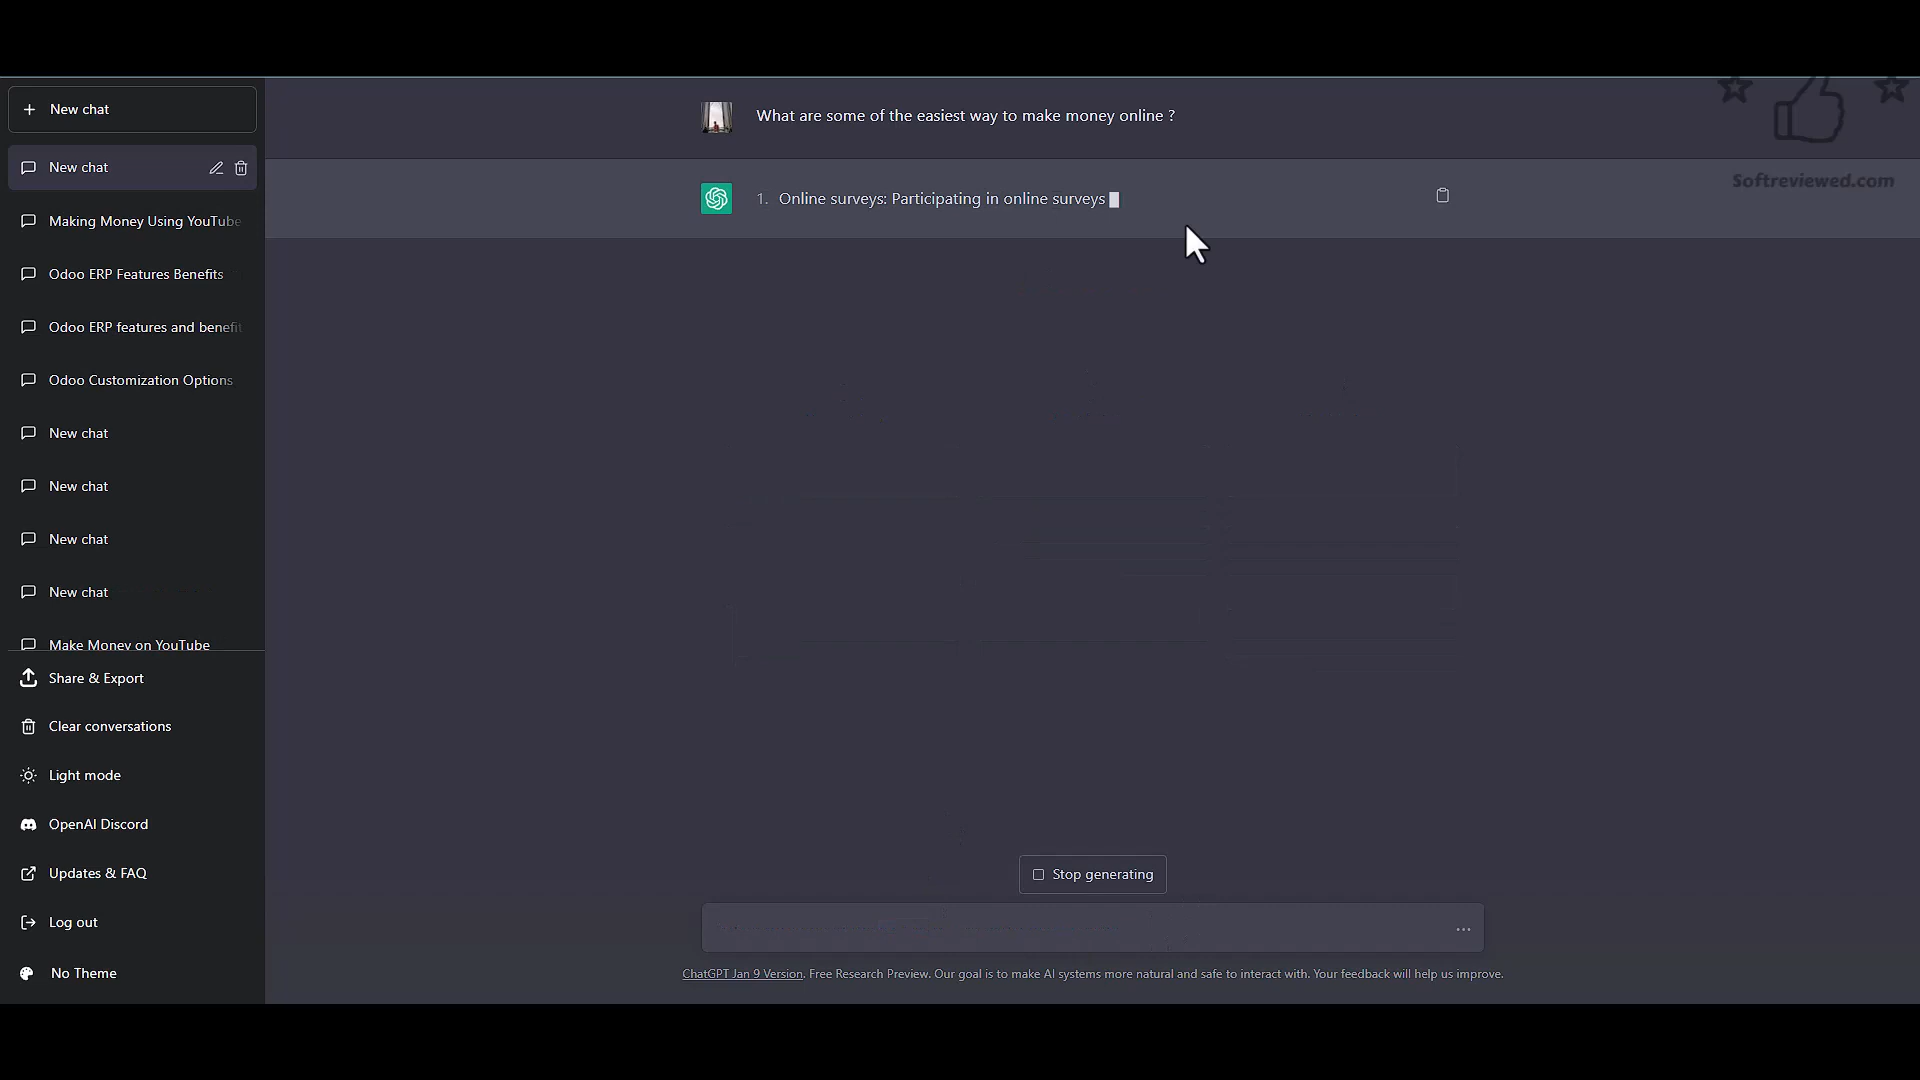 New chat
New chat
Making Money Using YouTube
Odoo ERP Features Benefits
Odoo ERP features and benefit
Odoo Customization Options
New chat
New chat
New chat
New chat
Make Money on YouTube
Share & Export
Clear conversations
Light mode
OpenAI Discord
Updates & FAQ
Log out
No Theme
What are some of the easiest way to make money online ?
1. Online surveys: Participating in online surveys
Softreviewed.com
Stop generating
ChatGPT Jan 9 Version. Free Research Preview. Our goal is to make AI systems more natural and safe to interact with. Your feedback will help us improve.